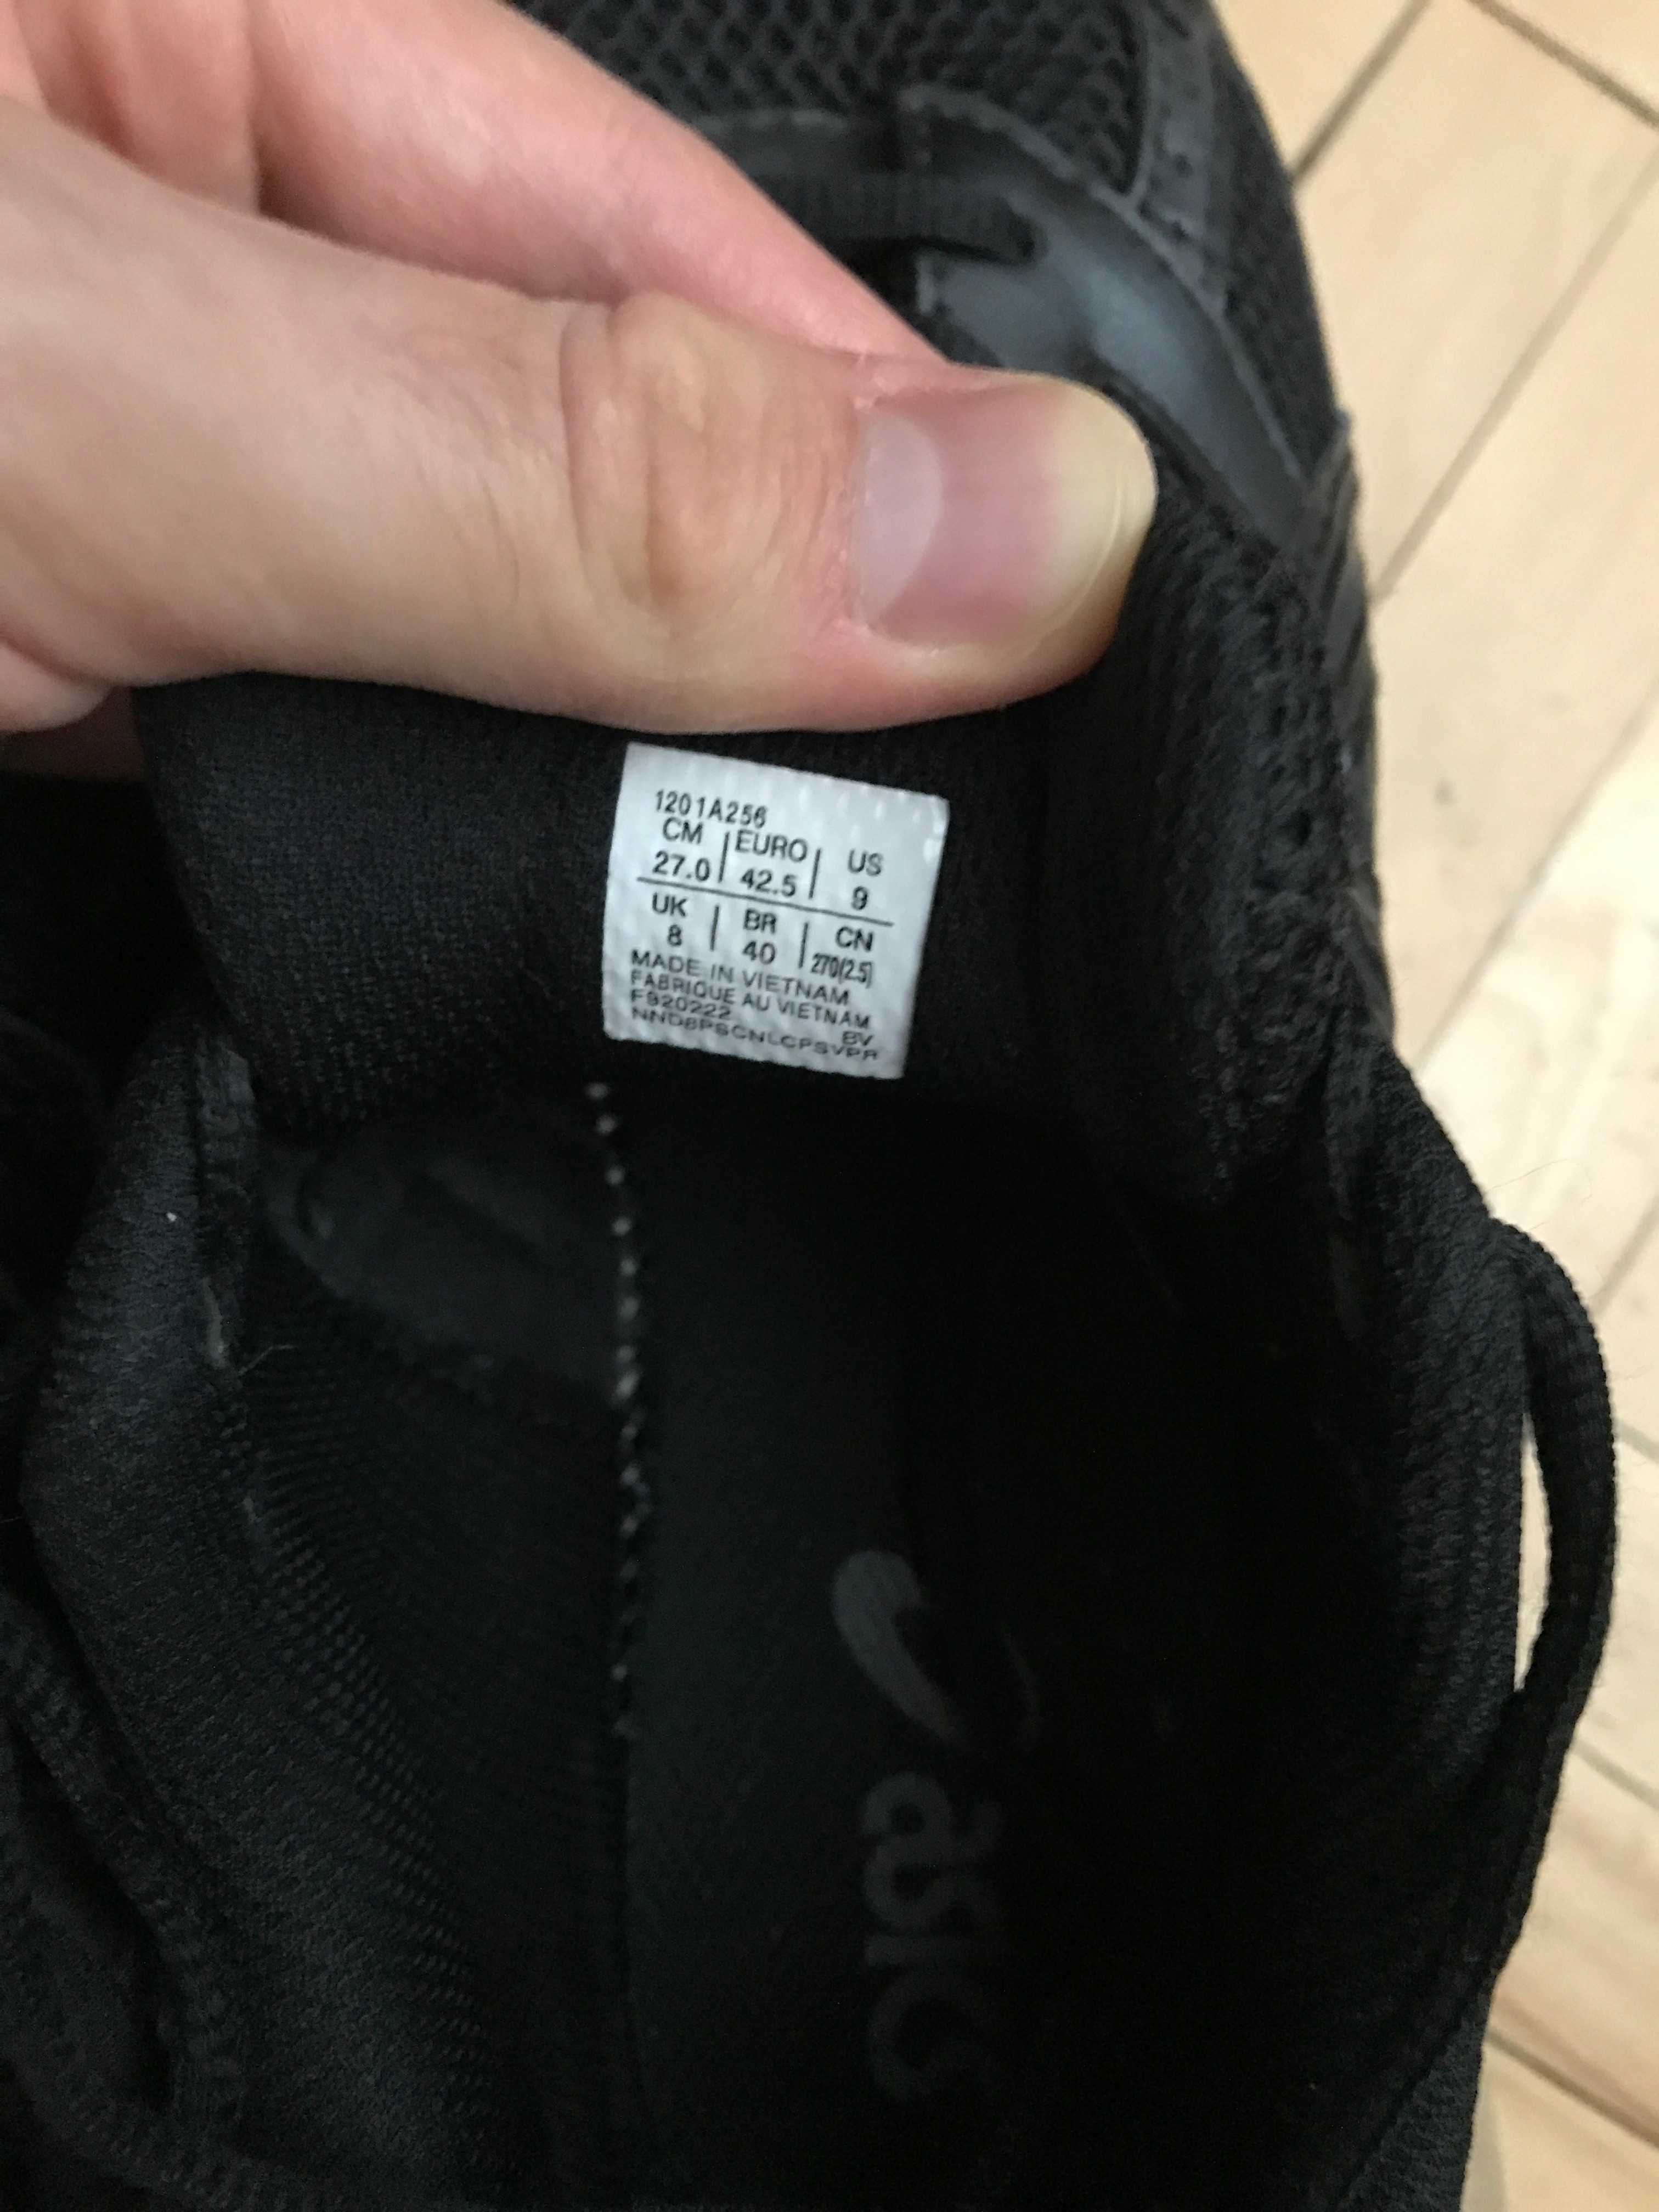 1201A256
CM | EURO | US
27.0 | 42.5 | 9
UK | BR | CN
8 | 40 | 270(2.5)
MADE IN VIETNAM
FABRIQUE AU VIETNAM
F920222 BV
NND8PSCNLCPSVPR
asics